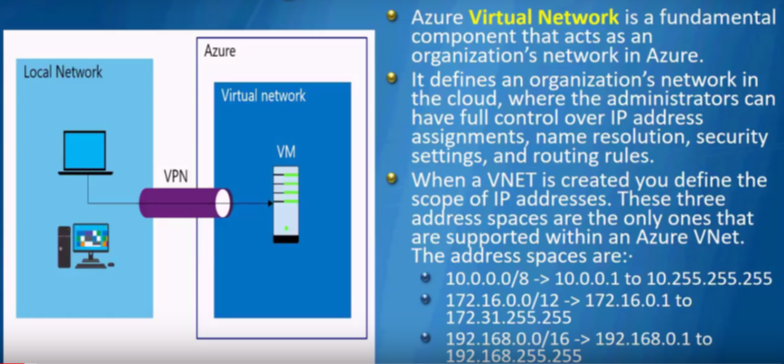 Local Network
Azure
Virtual network
VM
VPN
Azure Virtual Network is a fundamental
component that acts as an
organization's network in Azure.
It defines an organization's network in
the cloud, where the administrators can
have full control over IP address
assignments, name resolution, security
settings, and routing rules.
When a VNET is created you define the
scope of IP addresses. These three
address spaces are the only ones that
are supported within an Azure VNet.
The address spaces are:·
10.0.0.0/8 -> 10.0.0.1 to 10.255.255.255
172.16.0.0/12 -> 172.16.0.1 to
172.31.255.255
192.168.0.0/16 -> 192.168.0.1 to
192.168.255.255